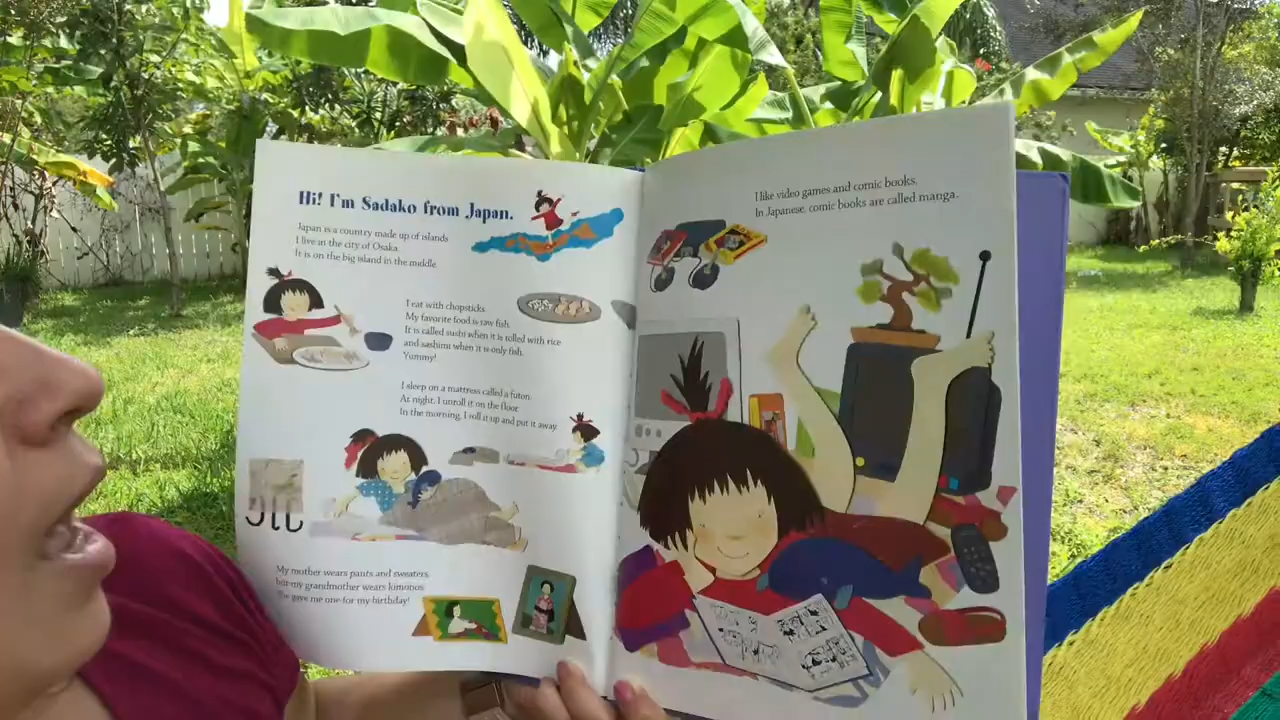 Hi! I'm Sadako from Japan.
Japan is a country made up of islands
I live in the city of Osaka.
It is on the big island in the middle.
I eat with chopsticks.
My favorite food is raw fish.
It is called sushi when it is rolled with rice
and sashimi when it is only fish.
Yummy!
I sleep on a mattress called a futon.
At night, I unroll it on the floor.
In the morning, I roll it up and put it away.
My mother wears pants and sweaters,
but my grandmother wears kimonos.
She gave me one for my birthday!
I like video games and comic books.
In Japanese, comic books are called manga.